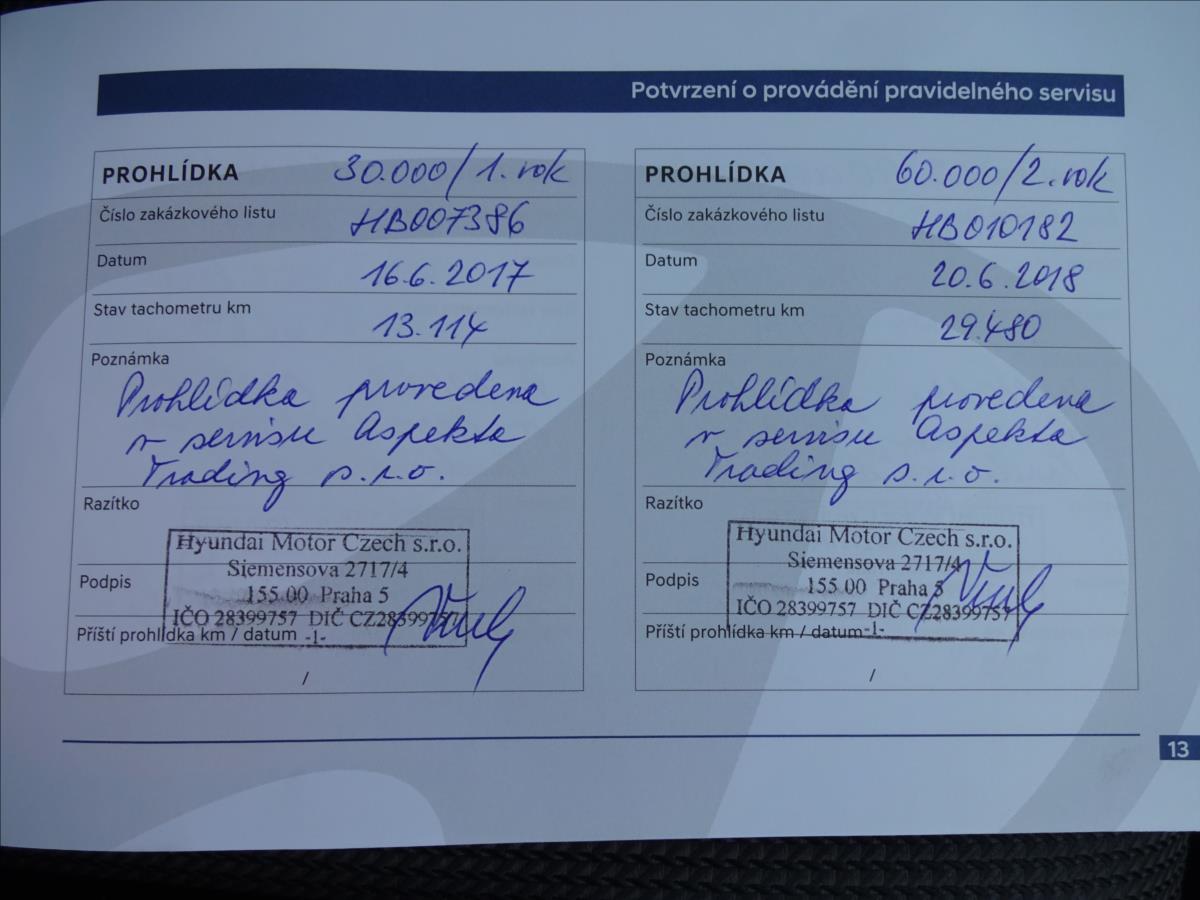 Potvrzení o provádění pravidelného servisu
PROHLÍDKA 30.000/1. rok
Číslo zakázkového listu HB007386
Datum 16.6.2017
Stav tachometru km 13.114
Poznámka
Prohlídka provedena
v servisu Aspekta
Trading s.r.o.
Razítko
Hyundai Motor Czech s.r.o.
Siemensova 2717/4
155 00 Praha 5
IČO 28399757 DIČ CZ28399757
-1-
Podpis
Příští prohlídka km / datum
/
PROHLÍDKA 60.000/2. rok
Číslo zakázkového listu HB010182
Datum 20.6.2018
Stav tachometru km 29.480
Poznámka
Prohlídka provedena
v servisu Aspekta
Trading s.r.o.
Razítko
Hyundai Motor Czech s.r.o.
Siemensova 2717/4
155 00 Praha 5
IČO 28399757 DIČ CZ28399757
-1-
Podpis
Příští prohlídka km / datum
/
13